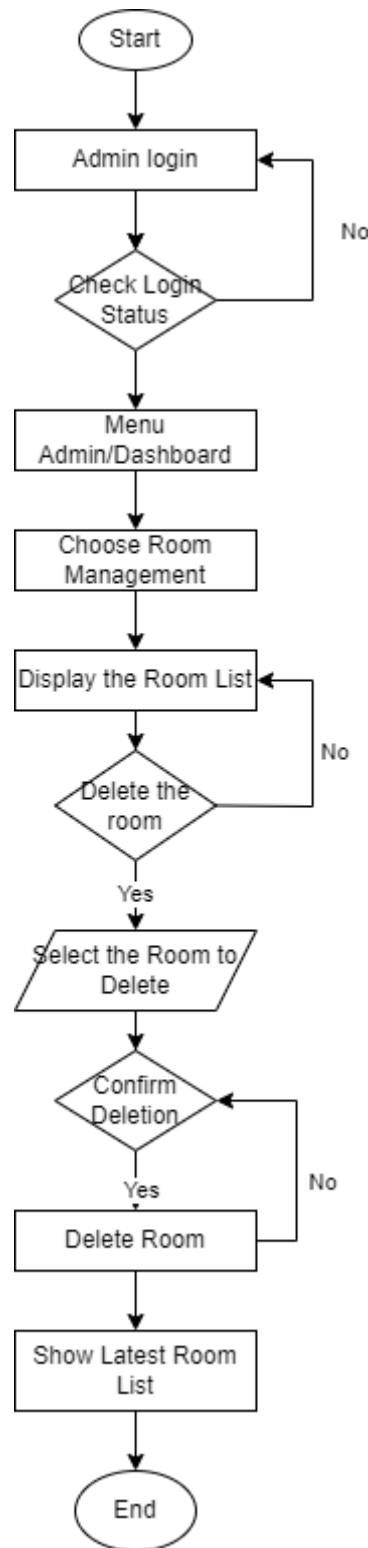 Start
Admin login
No
Check Login
Status
Menu
Admin/Dashboard
Choose Room
Management
Display the Room List
No
Delete the
room
Yes
Select the Room to
Delete
Confirm
Deletion
Yes
No
Delete Room
Show Latest Room
List
End